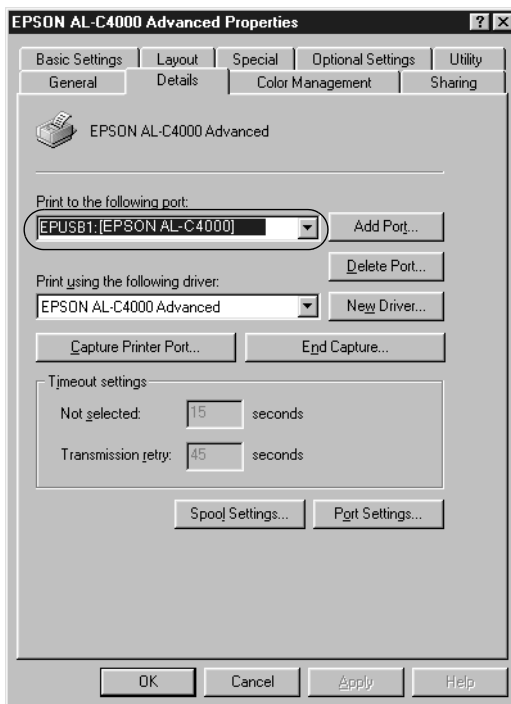 EPSON AL-C4000 Advanced Properties
Basic Settings Layout Special Optional Settings Utility
General Details Color Management Sharing
EPSON AL-C4000 Advanced
Print to the following port:
EPUSB1:[EPSON AL-C4000] Add Port...
Delete Port...
Print using the following driver:
EPSON AL-C4000 Advanced New Driver...
Capture Printer Port... End Capture...
Timeout settings
Not selected: 15 seconds
Transmission retry: 45 seconds
Spool Settings... Port Settings...
OK Cancel Apply Help